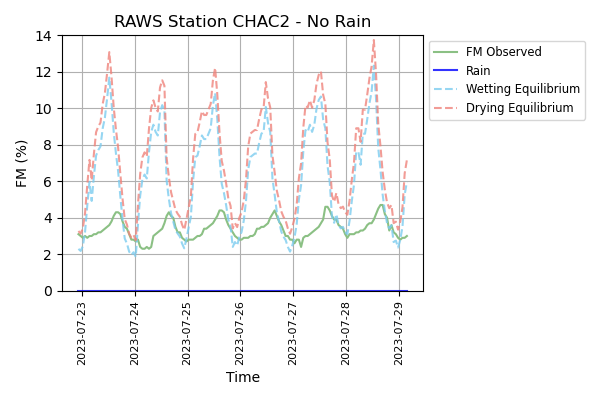 RAWS Station CHAC2 - No Rain
14
12
10
8
6
4
2
0
FM (%)
2023-07-23
2023-07-24
2023-07-25
2023-07-26
2023-07-27
2023-07-28
2023-07-29
Time
FM Observed
Rain
Wetting Equilibrium
Drying Equilibrium